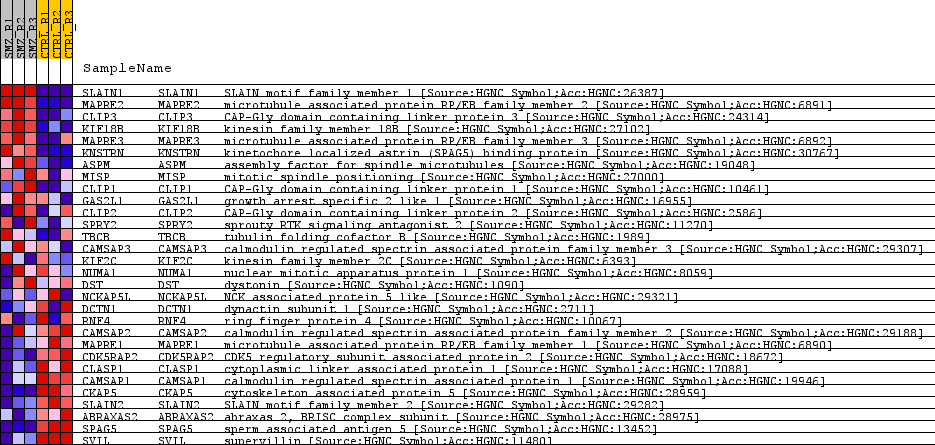 SMZ_R1
SMZ_R2
SMZ_R3
CTRL_R1
CTRL_R2
CTRL_R3
SampleName
SLAIN1 SLAIN1 SLAIN motif family member 1 [Source:HGNC Symbol;Acc:HGNC:26387]
MAPRE2 MAPRE2 microtubule associated protein RP/EB family member 2 [Source:HGNC Symbol;Acc:HGNC:6891]
CLIP3 CLIP3 CAP-Gly domain containing linker protein 3 [Source:HGNC Symbol;Acc:HGNC:24314]
KIF18B KIF18B kinesin family member 18B [Source:HGNC Symbol;Acc:HGNC:27102]
MAPRE3 MAPRE3 microtubule associated protein RP/EB family member 3 [Source:HGNC Symbol;Acc:HGNC:6892]
KNSTRN KNSTRN kinetochore localized astrin (SPAG5) binding protein [Source:HGNC Symbol;Acc:HGNC:30767]
ASPM ASPM assembly factor for spindle microtubules [Source:HGNC Symbol;Acc:HGNC:19048]
MISP MISP mitotic spindle positioning [Source:HGNC Symbol;Acc:HGNC:27000]
CLIP1 CLIP1 CAP-Gly domain containing linker protein 1 [Source:HGNC Symbol;Acc:HGNC:10461]
GAS2L1 GAS2L1 growth arrest specific 2 like 1 [Source:HGNC Symbol;Acc:HGNC:16955]
CLIP2 CLIP2 CAP-Gly domain containing linker protein 2 [Source:HGNC Symbol;Acc:HGNC:2586]
SPRY2 SPRY2 sprouty RTK signaling antagonist 2 [Source:HGNC Symbol;Acc:HGNC:11270]
TBCB TBCB tubulin folding cofactor B [Source:HGNC Symbol;Acc:HGNC:1989]
CAMSAP3 CAMSAP3 calmodulin regulated spectrin associated protein family member 3 [Source:HGNC Symbol;Acc:HGNC:29307]
KIF2C KIF2C kinesin family member 2C [Source:HGNC Symbol;Acc:HGNC:6393]
NUMA1 NUMA1 nuclear mitotic apparatus protein 1 [Source:HGNC Symbol;Acc:HGNC:8059]
DST DST dystonin [Source:HGNC Symbol;Acc:HGNC:1090]
NCKAP5L NCKAP5L NCK associated protein 5 like [Source:HGNC Symbol;Acc:HGNC:29321]
DCTN1 DCTN1 dynactin subunit 1 [Source:HGNC Symbol;Acc:HGNC:2711]
RNF4 RNF4 ring finger protein 4 [Source:HGNC Symbol;Acc:HGNC:10067]
CAMSAP2 CAMSAP2 calmodulin regulated spectrin associated protein family member 2 [Source:HGNC Symbol;Acc:HGNC:29188]
MAPRE1 MAPRE1 microtubule associated protein RP/EB family member 1 [Source:HGNC Symbol;Acc:HGNC:6890]
CDK5RAP2 CDK5RAP2 CDK5 regulatory subunit associated protein 2 [Source:HGNC Symbol;Acc:HGNC:18672]
CLASP1 CLASP1 cytoplasmic linker associated protein 1 [Source:HGNC Symbol;Acc:HGNC:17088]
CAMSAP1 CAMSAP1 calmodulin regulated spectrin associated protein 1 [Source:HGNC Symbol;Acc:HGNC:19946]
CKAP5 CKAP5 cytoskeleton associated protein 5 [Source:HGNC Symbol;Acc:HGNC:28959]
SLAIN2 SLAIN2 SLAIN motif family member 2 [Source:HGNC Symbol;Acc:HGNC:29282]
ABRAXAS2 ABRAXAS2 abraxas 2, BRISC complex subunit [Source:HGNC Symbol;Acc:HGNC:28975]
SPAG5 SPAG5 sperm associated antigen 5 [Source:HGNC Symbol;Acc:HGNC:13452]
SVIL SVIL supervillin [Source:HGNC Symbol;Acc:HGNC:11480]